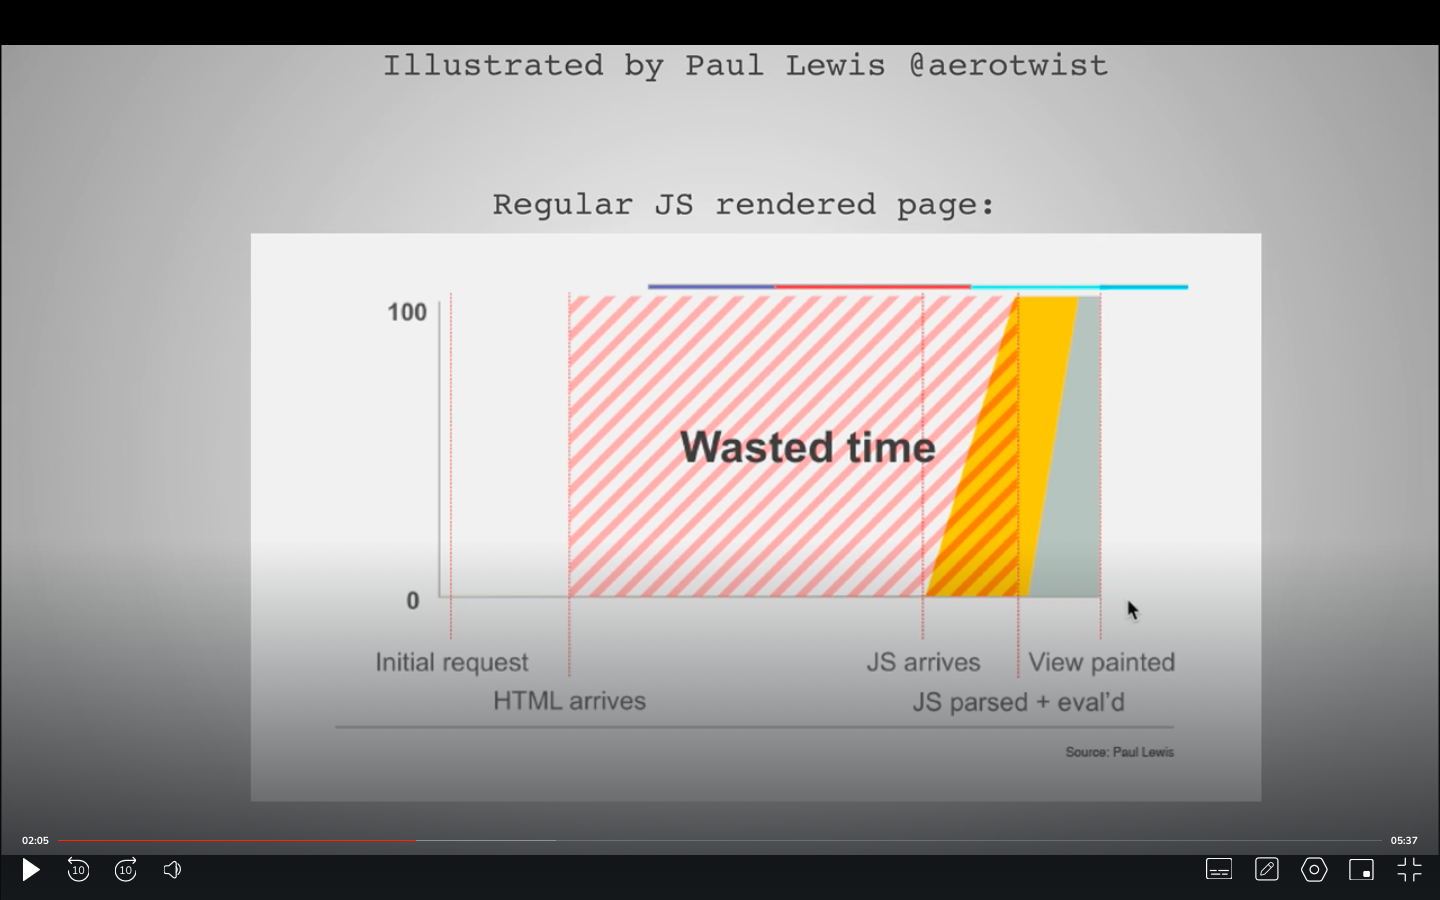 Illustrated by Paul Lewis @aerotwist
Regular JS rendered page:
100
Wasted time
0
Initial request
JS arrives
View painted
HTML arrives
JS parsed + eval'd
Source: Paul Lewis
02:05
05:37
10
10